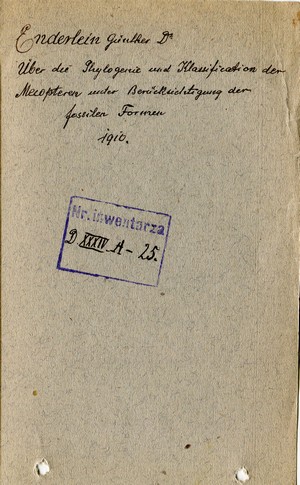 Enderlein Günther Dr
Über die Phylogenie und Klassification der
Mecopteren unter Berücksichtigung der
fossilen Formen
1910.
Nr. inwentarza
D XXXIV A - 25.